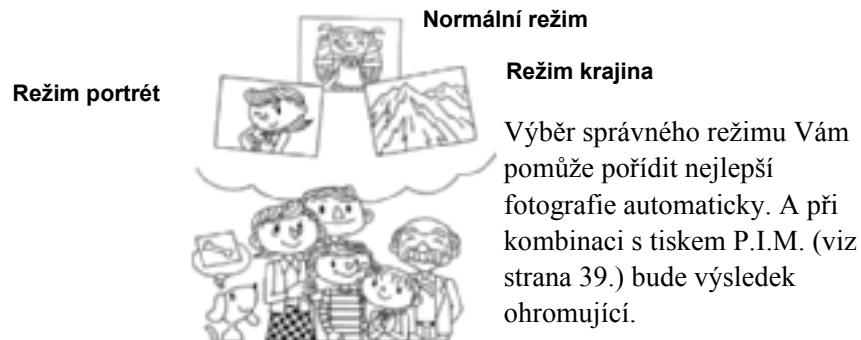 Normální režim
Režim krajina
Režim portrét
Výběr správného režimu Vám
pomůže pořídit nejlepší
fotografie automaticky. A při
kombinaci s tiskem P.I.M. (viz
strana 39.) bude výsledek
ohromující.